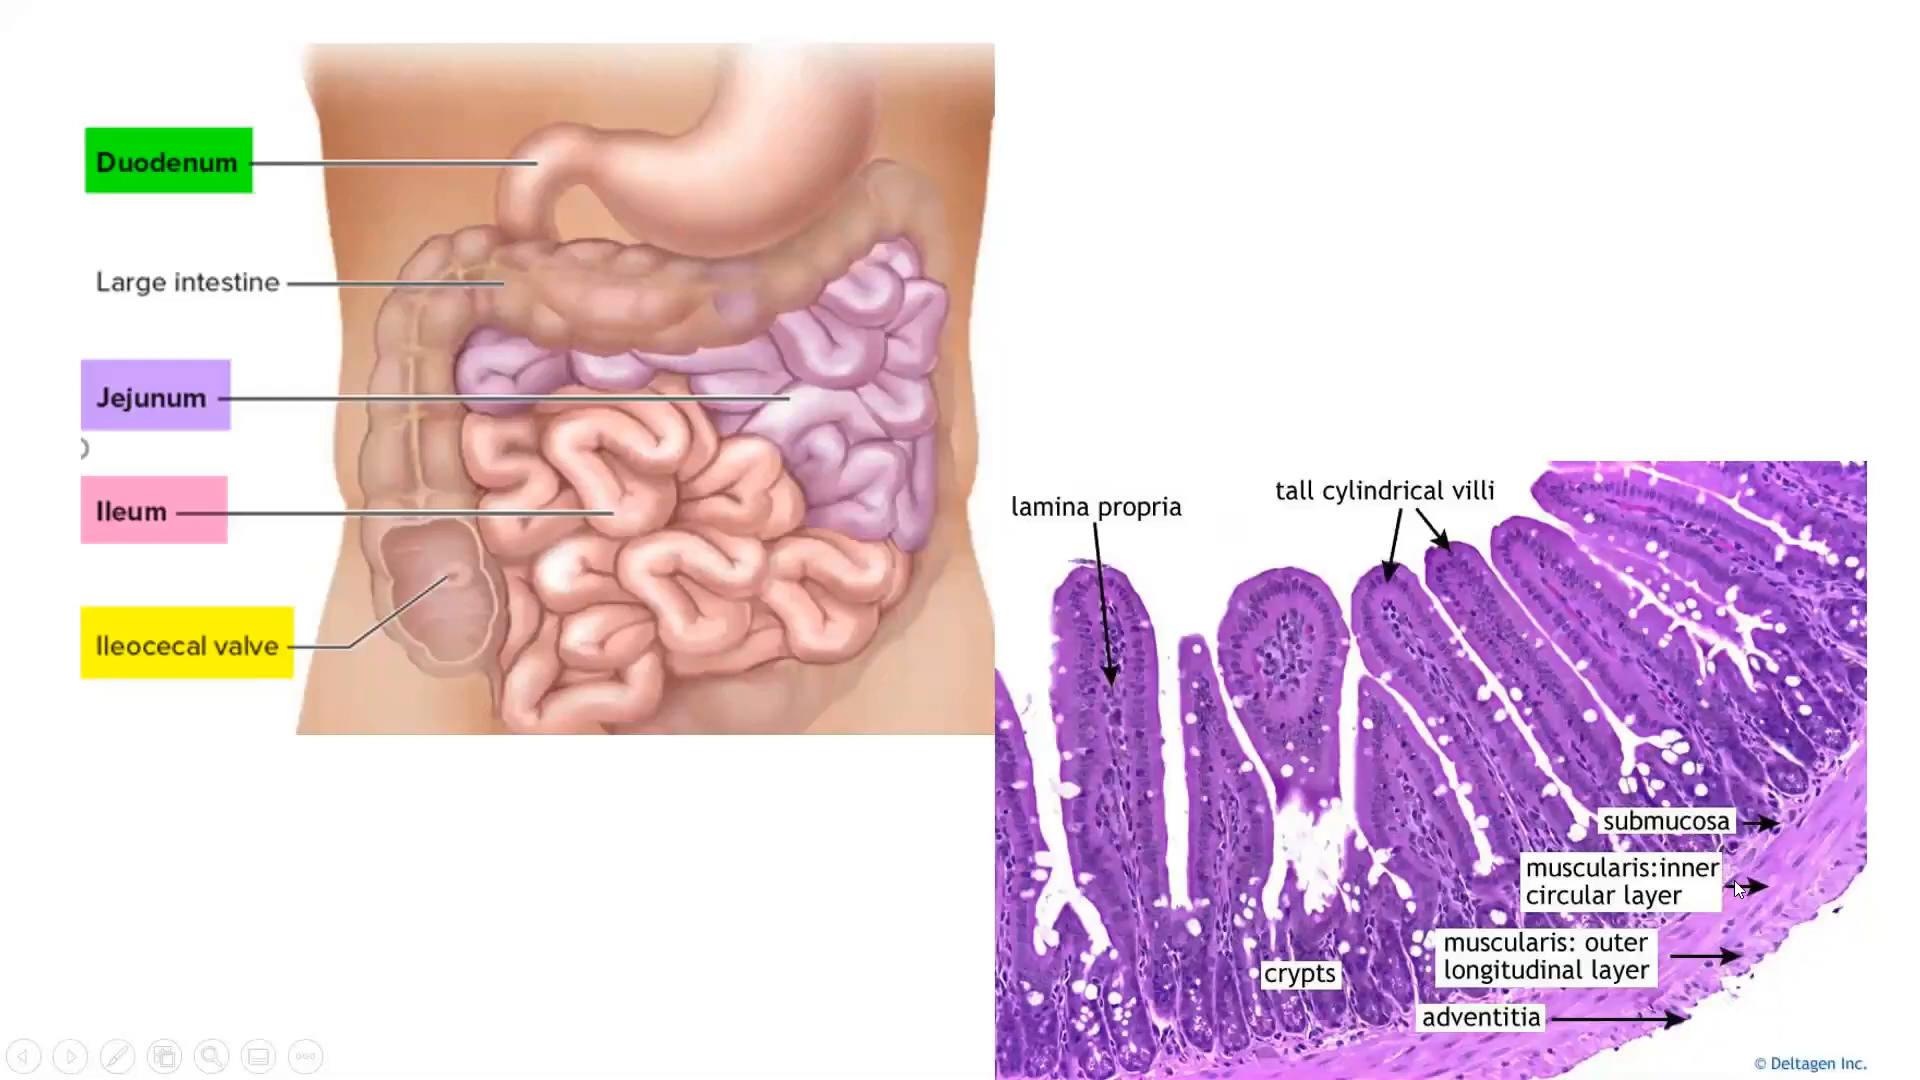 Duodenum
Large intestine
Jejunum
Ileum
Ileocecal valve
lamina propria
tall cylindrical villi
submucosa
muscularis:inner
circular layer
muscularis: outer
longitudinal layer
crypts
adventitia
© Deltagen Inc.